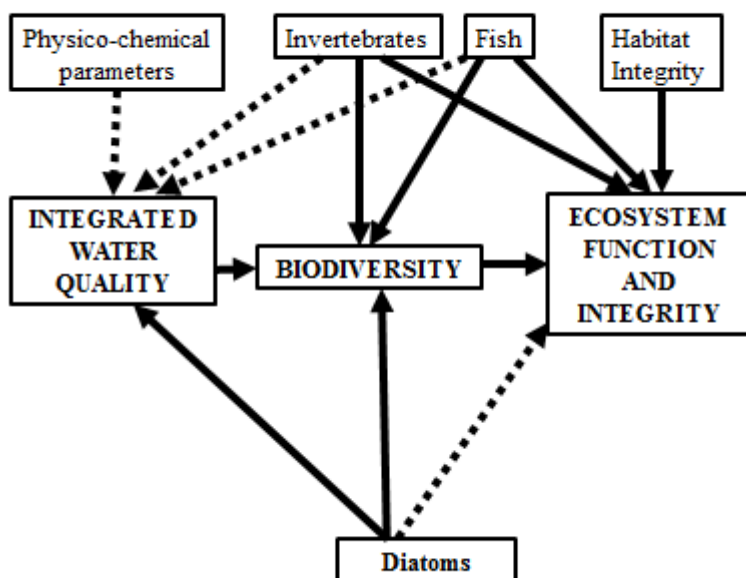 Physico-chemical
parameters
Invertebrates
Fish
Habitat
Integrity
INTEGRATED
WATER
QUALITY
BIODIVERSITY
ECOSYSTEM
FUNCTION
AND
INTEGRITY
Diatoms